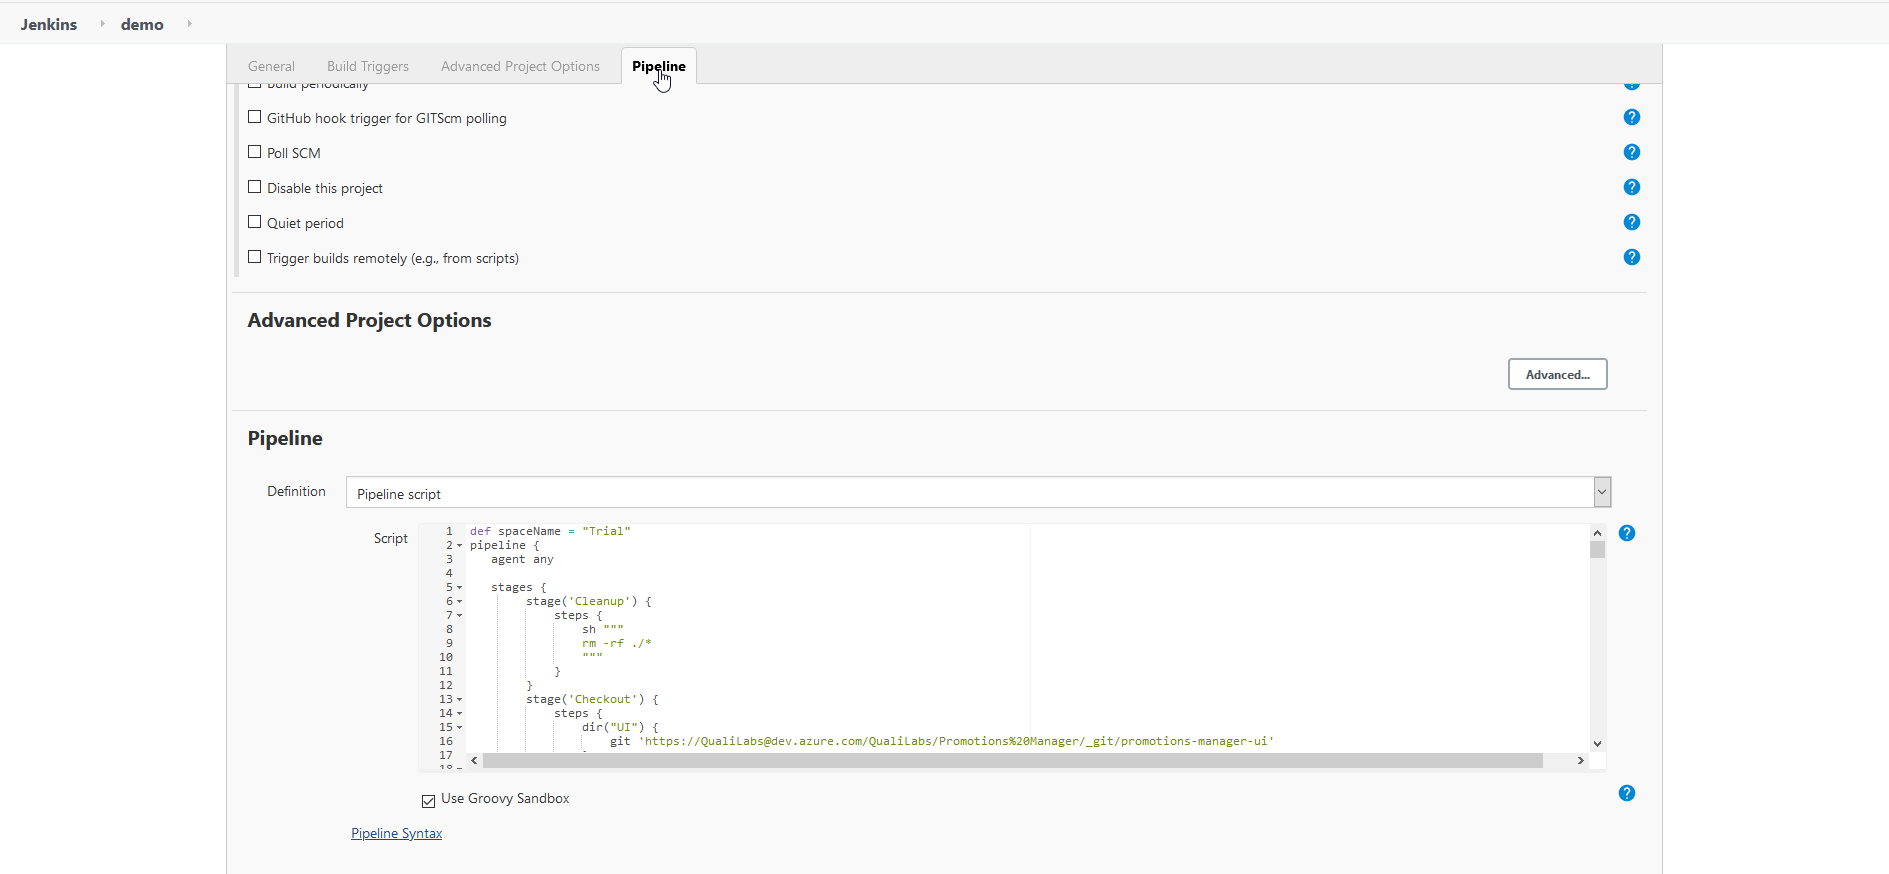 Jenkins demo
General Build Triggers Advanced Project Options Pipeline
Build periodically
GitHub hook trigger for GITScm polling
Poll SCM
Disable this project
Quiet period
Trigger builds remotely (e.g., from scripts)
Advanced Project Options
Advanced...
Pipeline
Definition Pipeline script
Script
1 def spaceName = "Trial"
2 pipeline {
3 agent any
4
5 stages {
6 stage('Cleanup') {
7 steps {
8 sh """
9 rm -rf ./*
10 """
11 }
12 }
13 stage('Checkout') {
14 steps {
15 dir("UI") {
16 git 'https://QualiLabs@dev.azure.com/QualiLabs/Promotions%20Manager/_git/promotions-manager-ui'
17
18
Use Groovy Sandbox
Pipeline Syntax